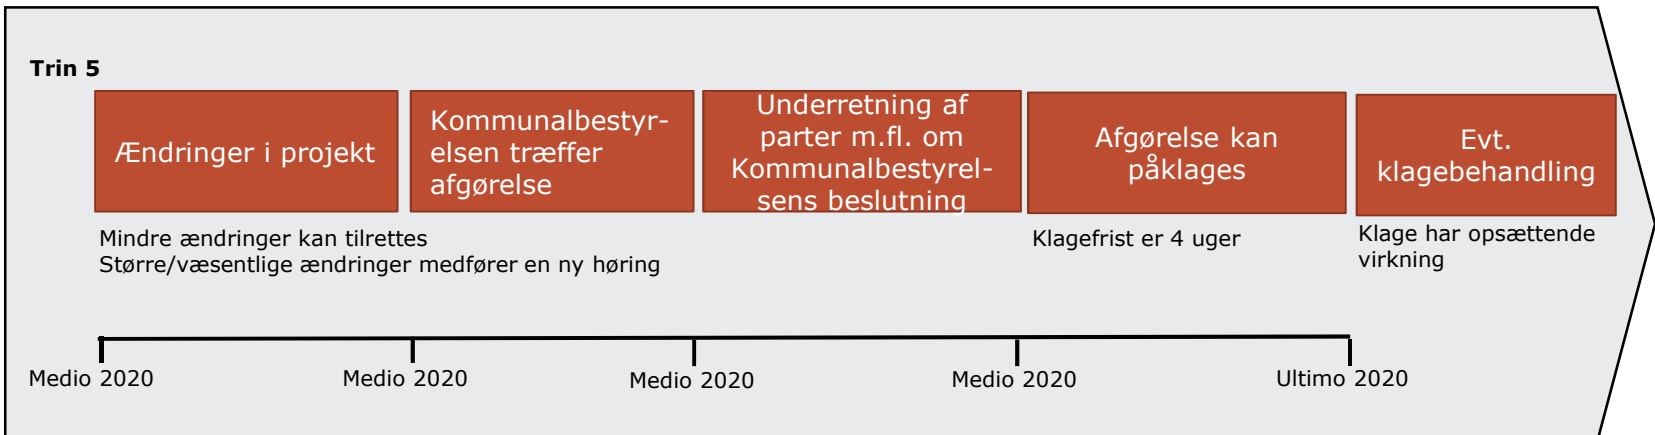 Trin 5
Ændringer i projekt
Kommunalbestyr-
elsen træffer
afgørelse
Underretning af
parter m.fl. om
Kommunalbestyrel-
sens beslutning
Afgørelse kan
påklages
Evt.
klagebehandling
Mindre ændringer kan tilrettes
Større/væsentlige ændringer medfører en ny høring
Klagefrist er 4 uger
Klage har opsættende
virkning
Medio 2020
Medio 2020
Medio 2020
Medio 2020
Ultimo 2020